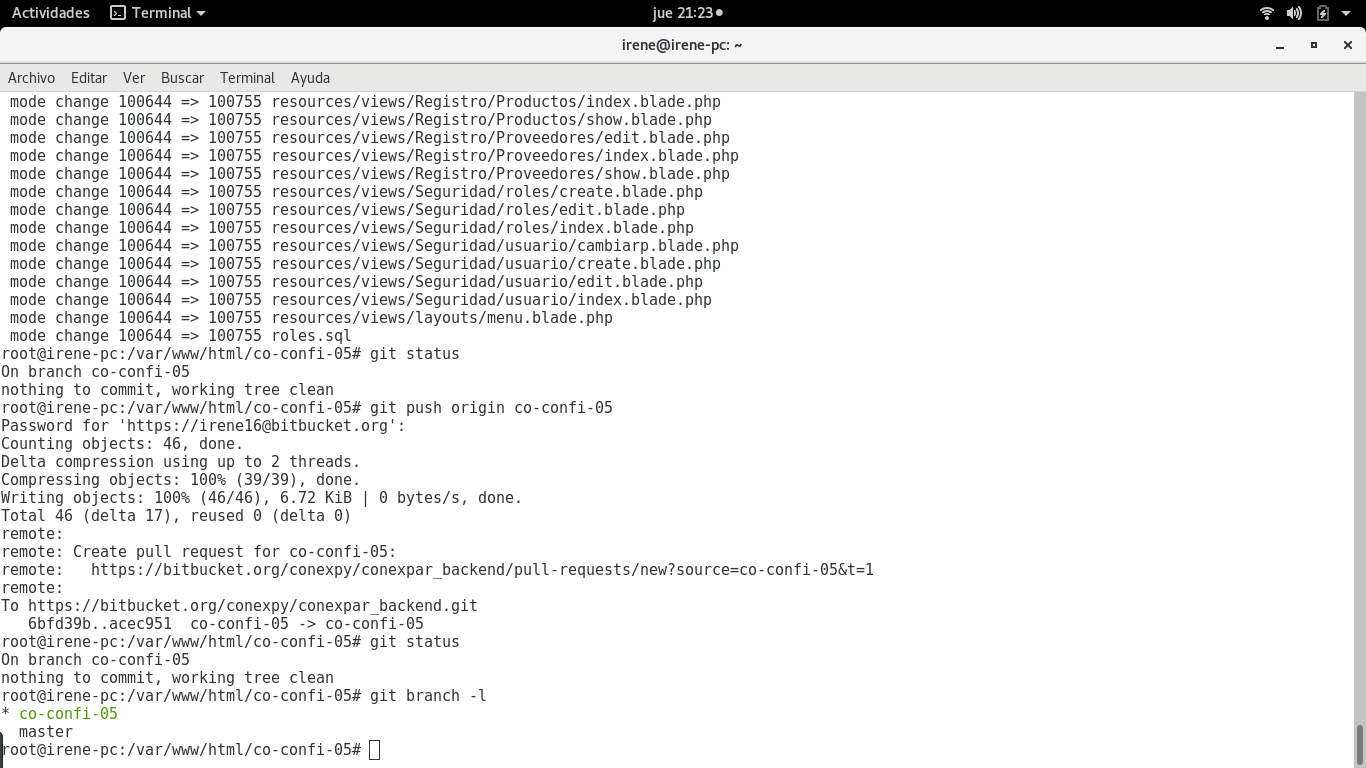 Actividades Terminal jue 21:23
irene@irene-pc: ~
Archivo Editar Ver Buscar Terminal Ayuda
mode change 100644 => 100755 resources/views/Registro/Productos/index.blade.php
mode change 100644 => 100755 resources/views/Registro/Productos/show.blade.php
mode change 100644 => 100755 resources/views/Registro/Proveedores/edit.blade.php
mode change 100644 => 100755 resources/views/Registro/Proveedores/index.blade.php
mode change 100644 => 100755 resources/views/Registro/Proveedores/show.blade.php
mode change 100644 => 100755 resources/views/Seguridad/roles/create.blade.php
mode change 100644 => 100755 resources/views/Seguridad/roles/edit.blade.php
mode change 100644 => 100755 resources/views/Seguridad/roles/index.blade.php
mode change 100644 => 100755 resources/views/Seguridad/usuario/cambiarp.blade.php
mode change 100644 => 100755 resources/views/Seguridad/usuario/create.blade.php
mode change 100644 => 100755 resources/views/Seguridad/usuario/edit.blade.php
mode change 100644 => 100755 resources/views/Seguridad/usuario/index.blade.php
mode change 100644 => 100755 resources/views/layouts/menu.blade.php
mode change 100644 => 100755 roles.sql
root@irene-pc:/var/www/html/co-confi-05# git status
On branch co-confi-05
nothing to commit, working tree clean
root@irene-pc:/var/www/html/co-confi-05# git push origin co-confi-05
Password for 'https://irene16@bitbucket.org':
Counting objects: 46, done.
Delta compression using up to 2 threads.
Compressing objects: 100% (39/39), done.
Writing objects: 100% (46/46), 6.72 KiB | 0 bytes/s, done.
Total 46 (delta 17), reused 0 (delta 0)
remote:
remote: Create pull request for co-confi-05:
remote:   https://bitbucket.org/conexpy/conexpar_backend/pull-requests/new?source=co-confi-05&t=1
remote:
To https://bitbucket.org/conexpy/conexpar_backend.git
   6bfd39b..acec951  co-confi-05 -> co-confi-05
root@irene-pc:/var/www/html/co-confi-05# git status
On branch co-confi-05
nothing to commit, working tree clean
root@irene-pc:/var/www/html/co-confi-05# git branch -l
* co-confi-05
  master
root@irene-pc:/var/www/html/co-confi-05#